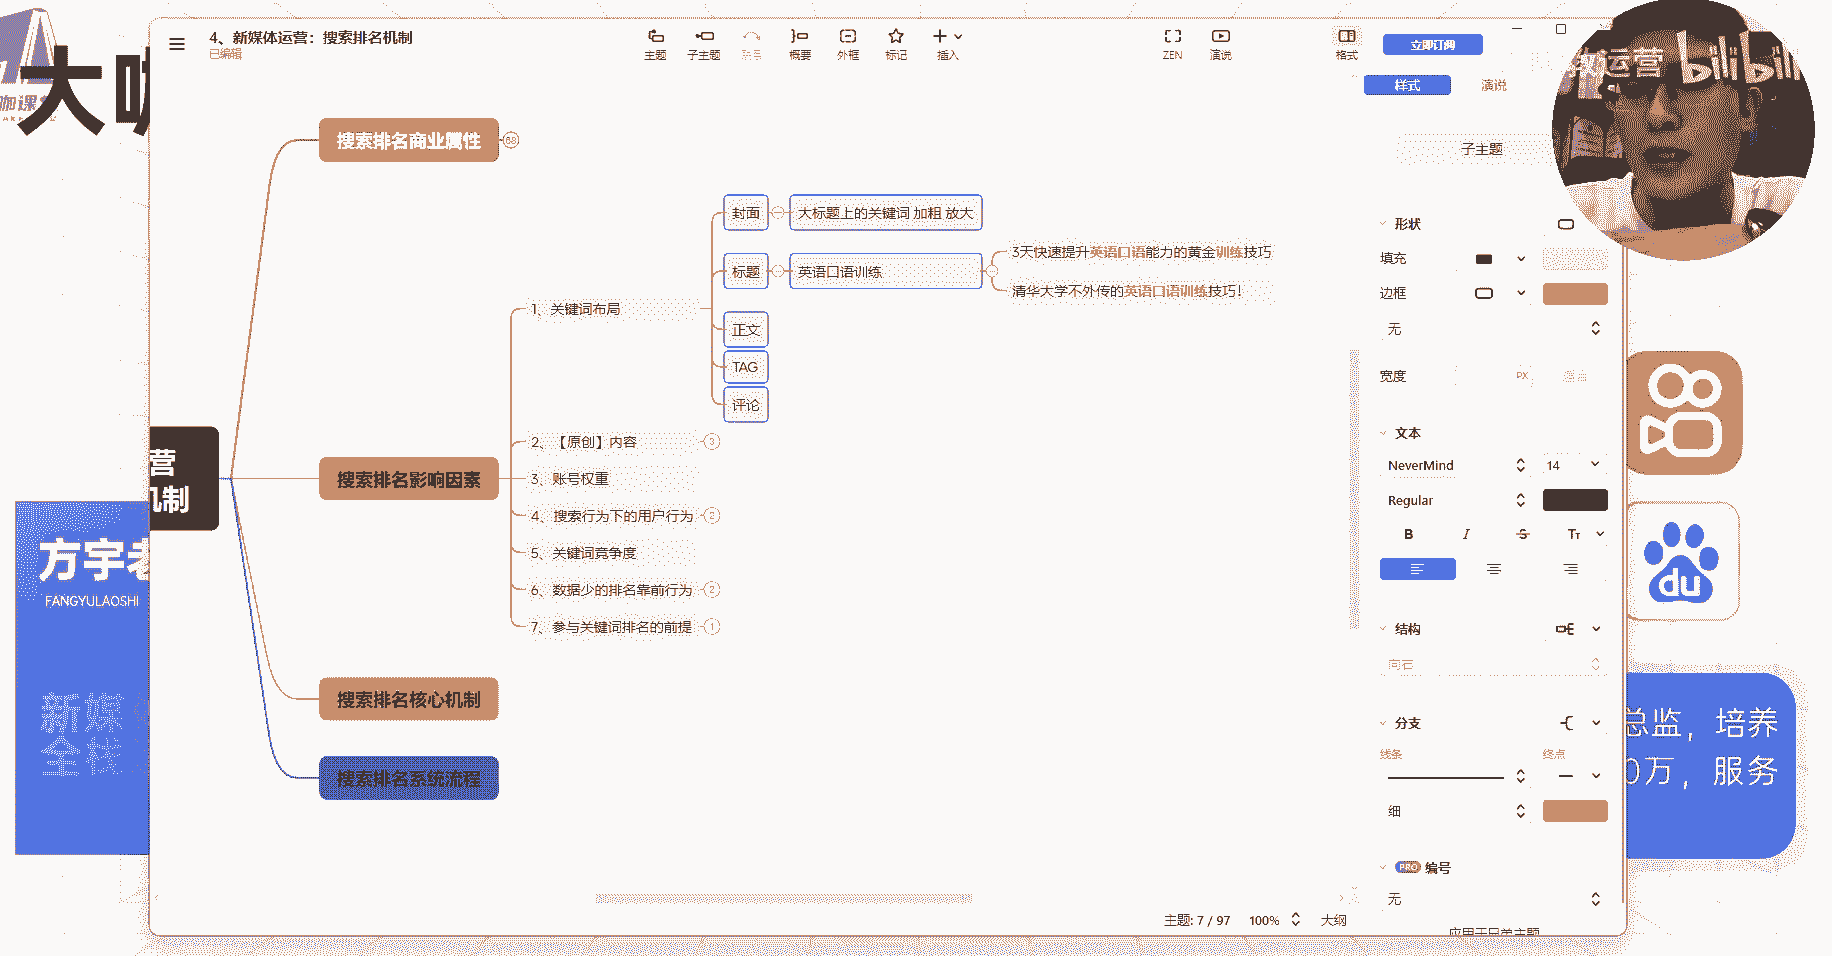 4、新媒体运营：搜索排名机制
已编辑
主题
子主题
概要
外框
标记
插入
ZEN
演说
格式
立即订阅
样式
演说
大咖
咖课
运营 bilibili
子主题
形状
填充
边框
无
宽度
PX
文本
NeverMind
14
Regular
B
I
S
TT
结构
向右
分支
线条
终点
细
PRO 编号
无
应用于兄弟主题
营
机制
搜索排名商业属性
68
搜索排名影响因素
1、关键词布局
封面
大标题上的关键词 加粗 放大
标题
英语口语训练
3天快速提升英语口语能力的黄金训练技巧
清华大学不外传的英语口语训练技巧！
正文
TAG
评论
2、【原创】内容
3
3、账号权重
4、搜索行为下的用户行为
2
5、关键词竞争度
6、数据少的排名靠前行为
2
7、参与关键词排名的前提
1
搜索排名核心机制
搜索排名系统流程
方宇老
FANGYULAOSHI
新媒
全栈
du
总监，培养
0万，服务
主题: 7 / 97
100%
大纲